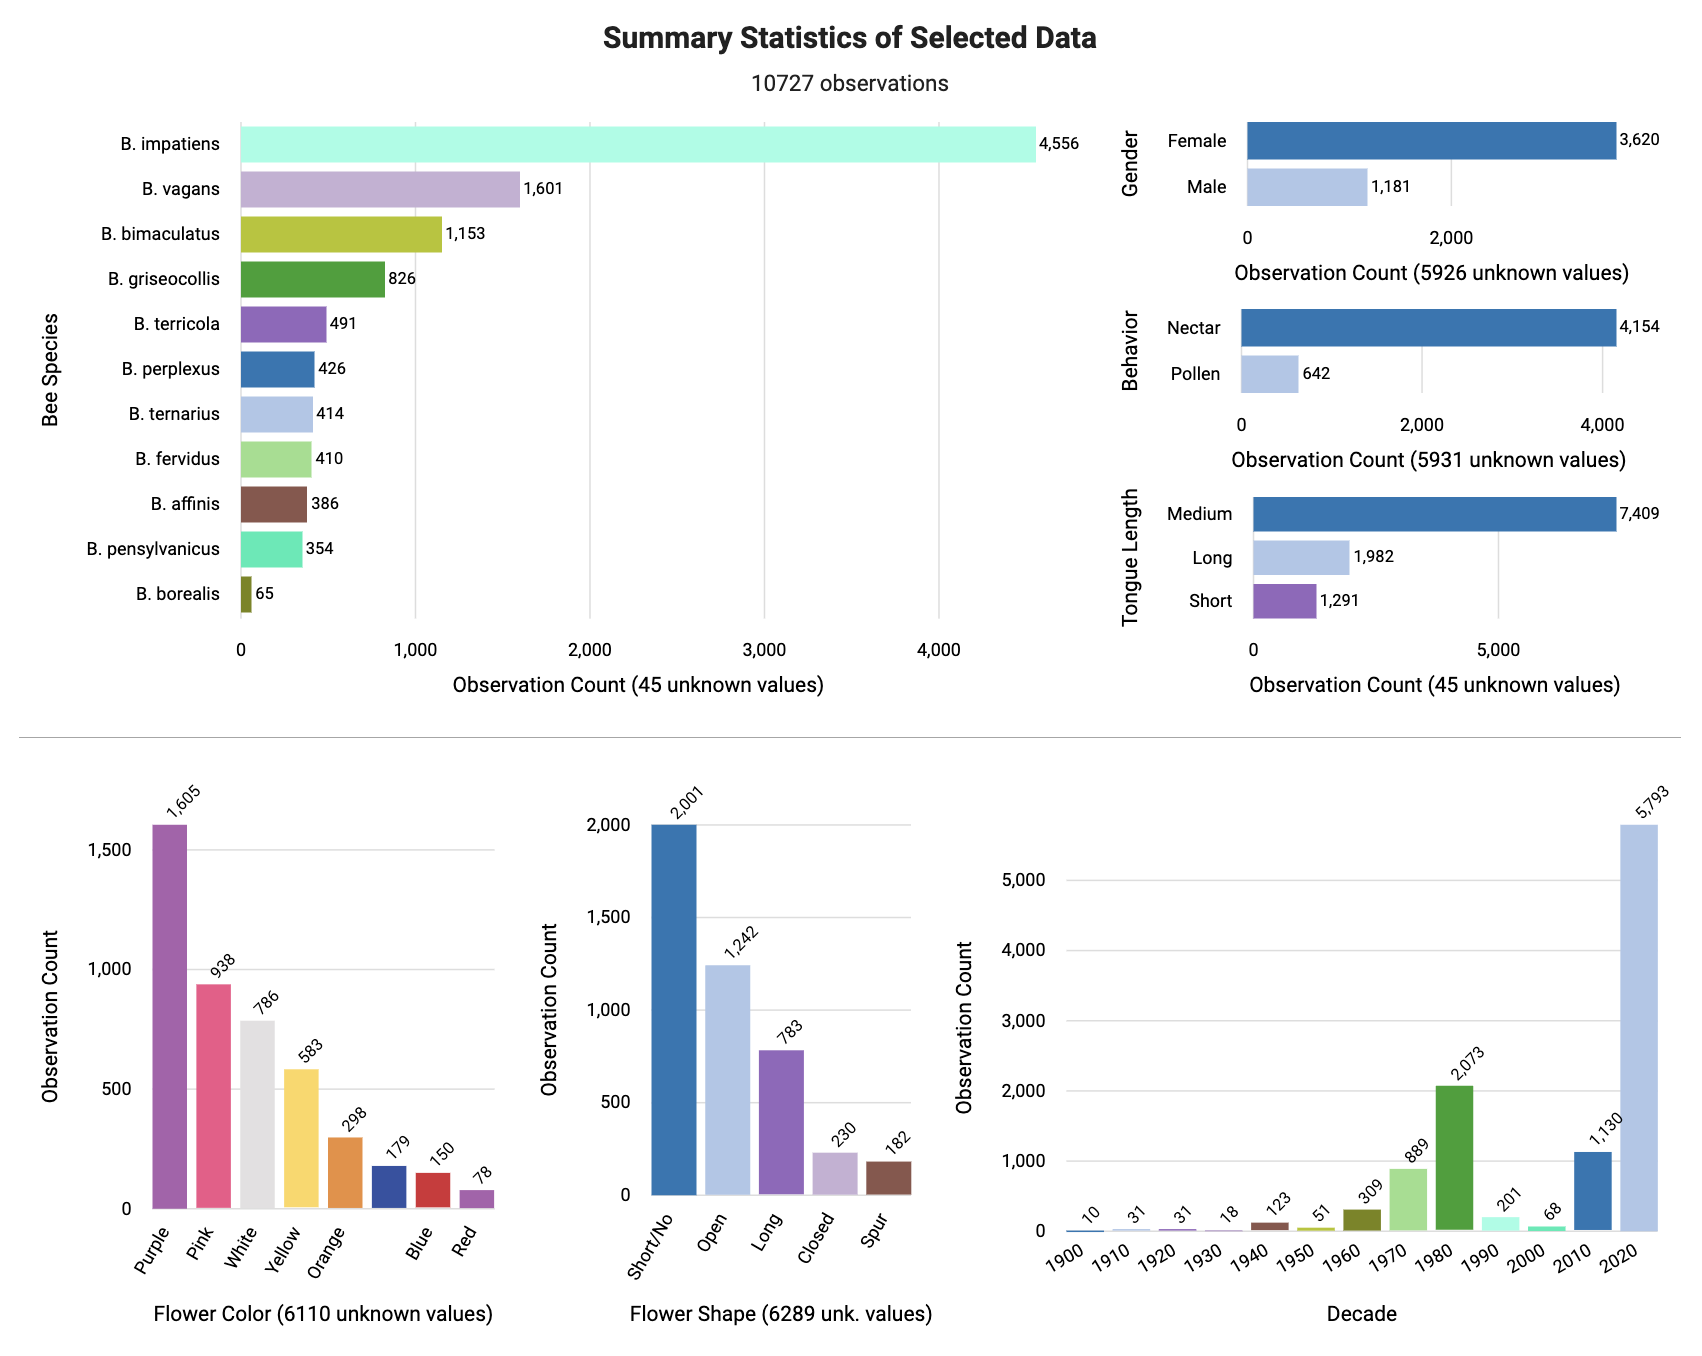 Summary Statistics of Selected Data
10727 observations
Bee Species
B. impatiens 4,556
B. vagans 1,601
B. bimaculatus 1,153
B. griseocollis 826
B. terricola 491
B. perplexus 426
B. ternarius 414
B. fervidus 410
B. affinis 386
B. pensylvanicus 354
B. borealis 65
0 1,000 2,000 3,000 4,000
Observation Count (45 unknown values)
Gender
Female 3,620
Male 1,181
0 2,000
Observation Count (5926 unknown values)
Behavior
Nectar 4,154
Pollen 642
0 2,000 4,000
Observation Count (5931 unknown values)
Tongue Length
Medium 7,409
Long 1,982
Short 1,291
0 5,000
Observation Count (45 unknown values)
Observation Count
1,500
1,000
500
0
1,605 938 786 583 298 179 150 78
Purple Pink White Yellow Orange Blue Red
Flower Color (6110 unknown values)
Observation Count
2,000
1,500
1,000
500
0
2,001 1,242 783 230 182
Short/No Open Long Closed Spur
Flower Shape (6289 unk. values)
Observation Count
5,000
4,000
3,000
2,000
1,000
0
10 31 31 18 123 51 309 889 2,073 201 68 1,130 5,793
1900 1910 1920 1930 1940 1950 1960 1970 1980 1990 2000 2010 2020
Decade